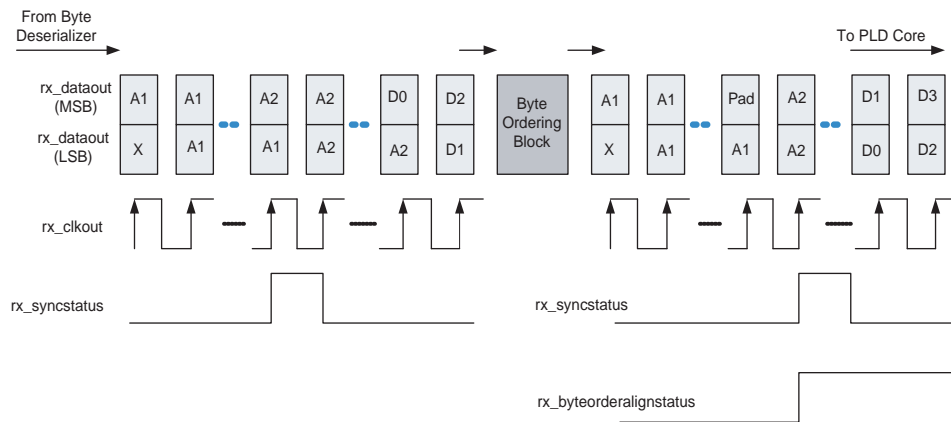 From Byte
Deserializer
To PLD Core
rx_dataout
(MSB)
A1
A1
A2
A2
D0
D2
rx_dataout
(LSB)
X
A1
A1
A2
A2
D1
Byte
Ordering
Block
A1
A1
Pad
A2
D1
D3
X
A1
A1
A2
D0
D2
rx_clkout
rx_syncstatus
rx_syncstatus
rx_byteorderalignstatus